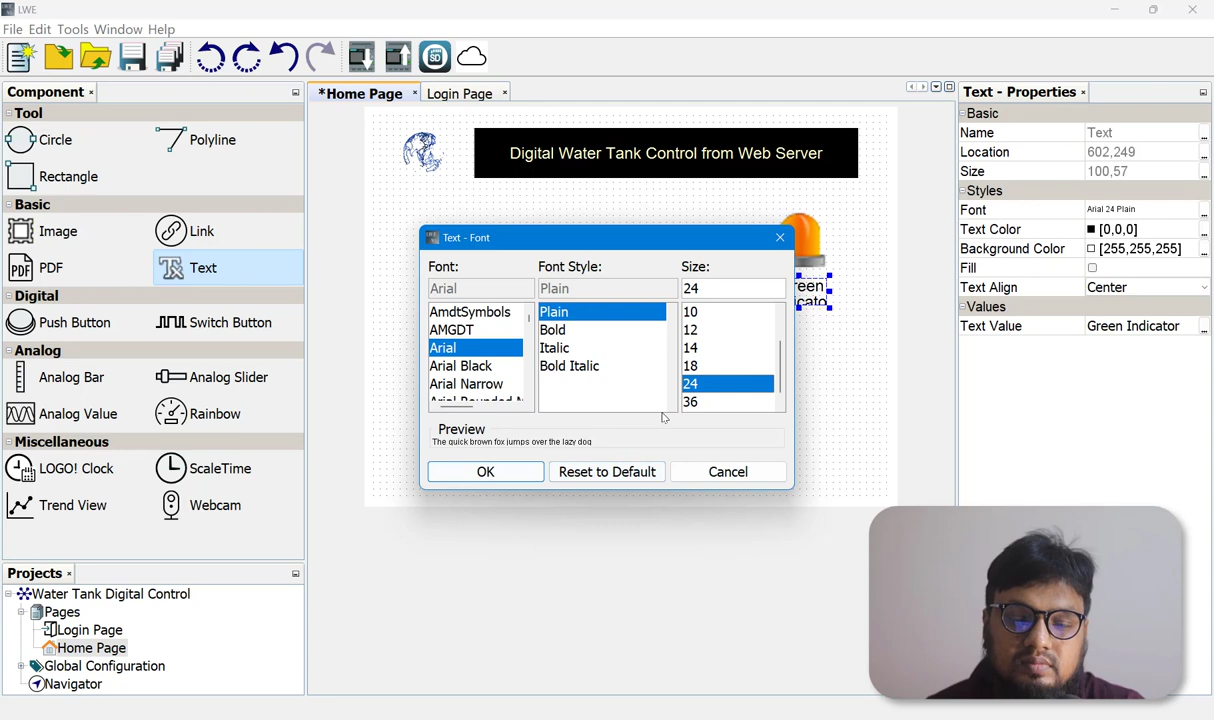 LWE
File Edit Tools Window Help
Component
Tool
Circle
Polyline
Rectangle
Basic
Image
Link
PDF
Text
Digital
Push Button
Switch Button
Analog
Analog Bar
Analog Slider
Analog Value
Rainbow
Miscellaneous
LOGO! Clock
ScaleTime
Trend View
Webcam
Projects
Water Tank Digital Control
Pages
Login Page
Home Page
Global Configuration
Navigator
SD
*Home Page
Login Page
Digital Water Tank Control from Web Server
reen
icato
Text - Font
Font:
Font Style:
Size:
Arial
Plain
24
AmdtSymbols
AMGDT
Arial
Arial Black
Arial Narrow
Plain
Bold
Italic
Bold Italic
10
12
14
18
24
36
Preview
The quick brown fox jumps over the lazy dog
OK
Reset to Default
Cancel
Text - Properties
Basic
Name Text
Location 602,249
Size 100,57
Styles
Font Arial 24 Plain
Text Color [0,0,0]
Background Color [255,255,255]
Fill
Text Align Center
Values
Text Value Green Indicator